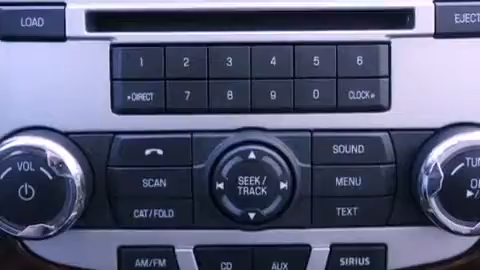 LOAD
EJECT
1 2 3 4 5 6
*DIRECT 7 8 9 0 CLOCK#
VOL
SOUND
SEEK / TRACK
SCAN
MENU
CAT/FOLD
TEXT
AM/FM
CD
AUX
SIRIUS